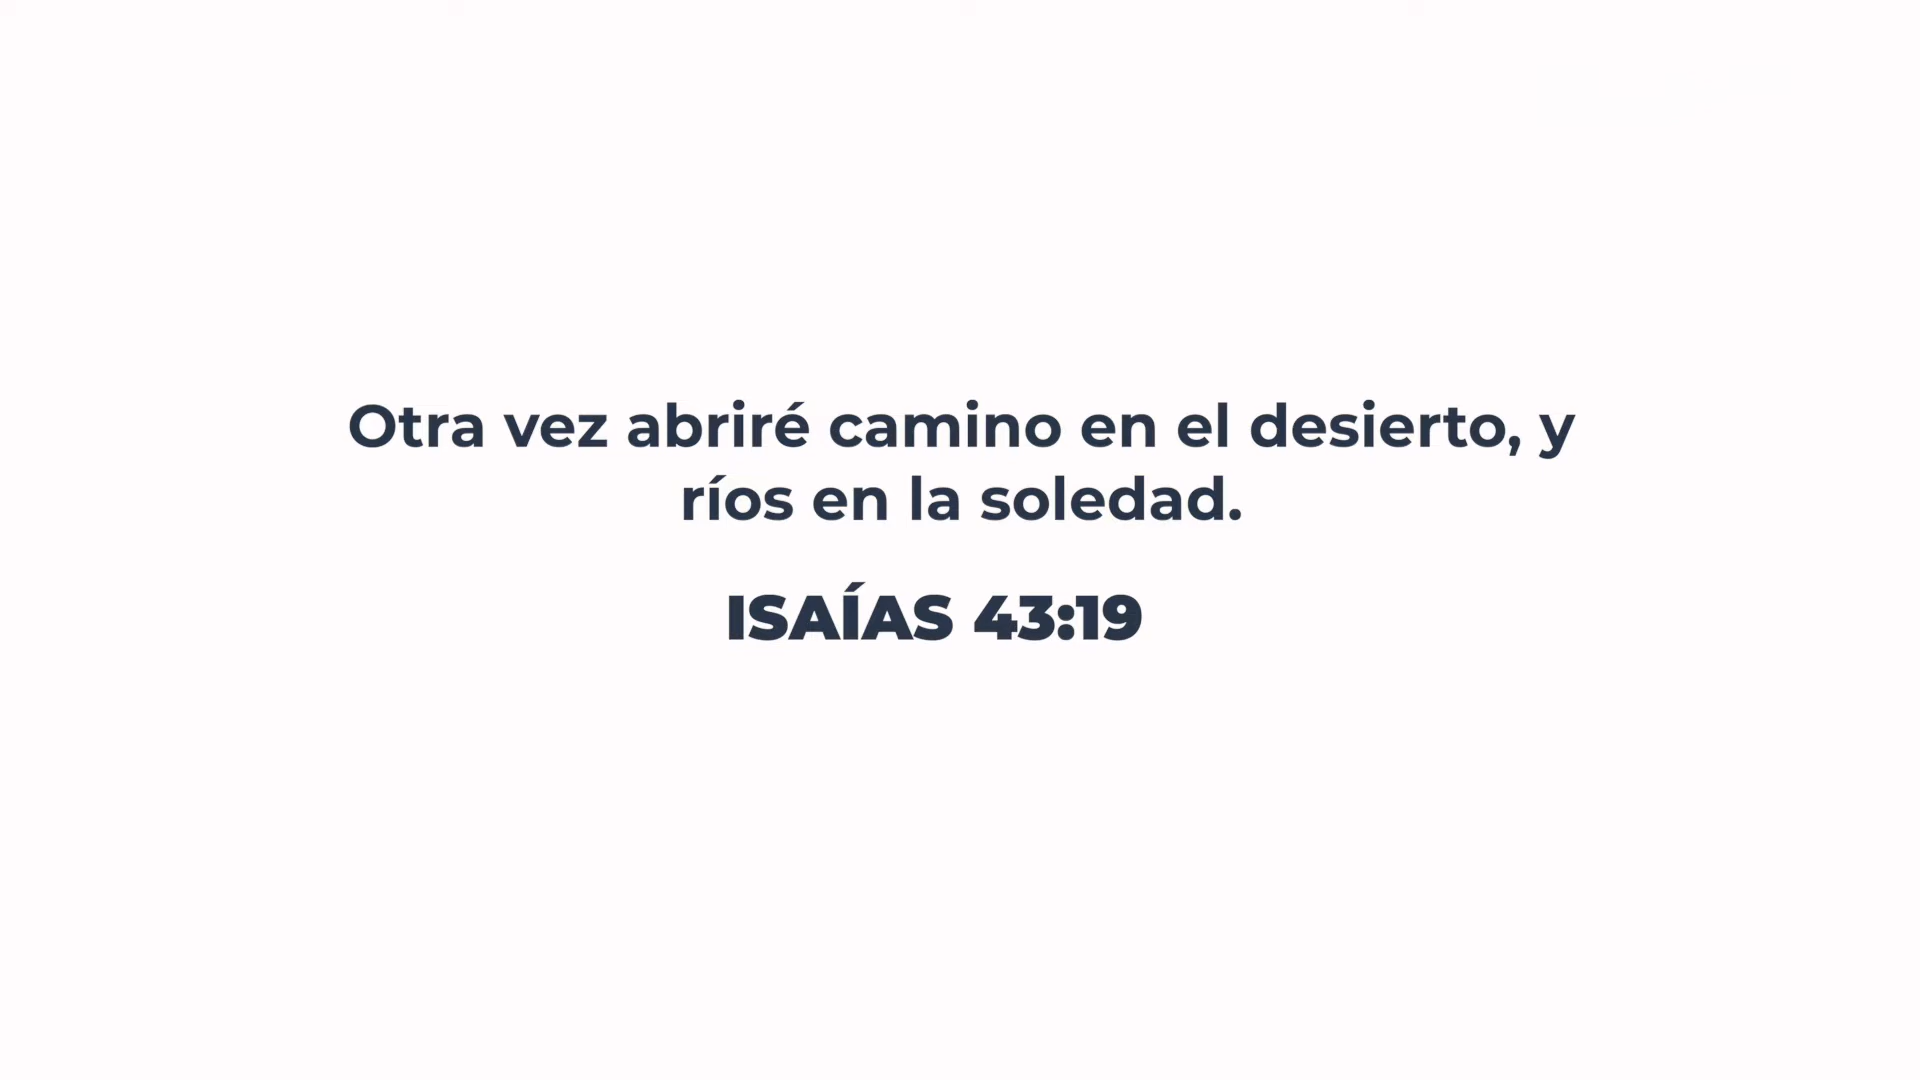 Otra vez abriré camino en el desierto, y
ríos en la soledad.
ISAÍAS 43:19